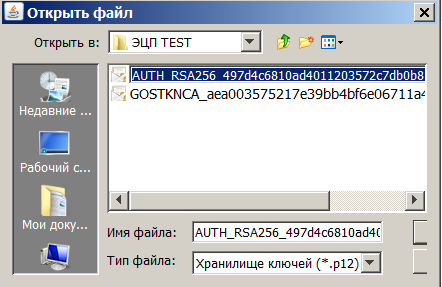 Открыть файл
Открыть в:
ЭЦП TEST
AUTH_RSA256_497d4c6810ad4011203572c7db0b8
GOSTKNCA_aea003575217e39bb4bf6e06711a4
Недавние ...
Рабочий с...
Мои доку...
Имя файла:
AUTH_RSA256_497d4c6810ad40
Тип файла:
Хранилище ключей (*.p12)